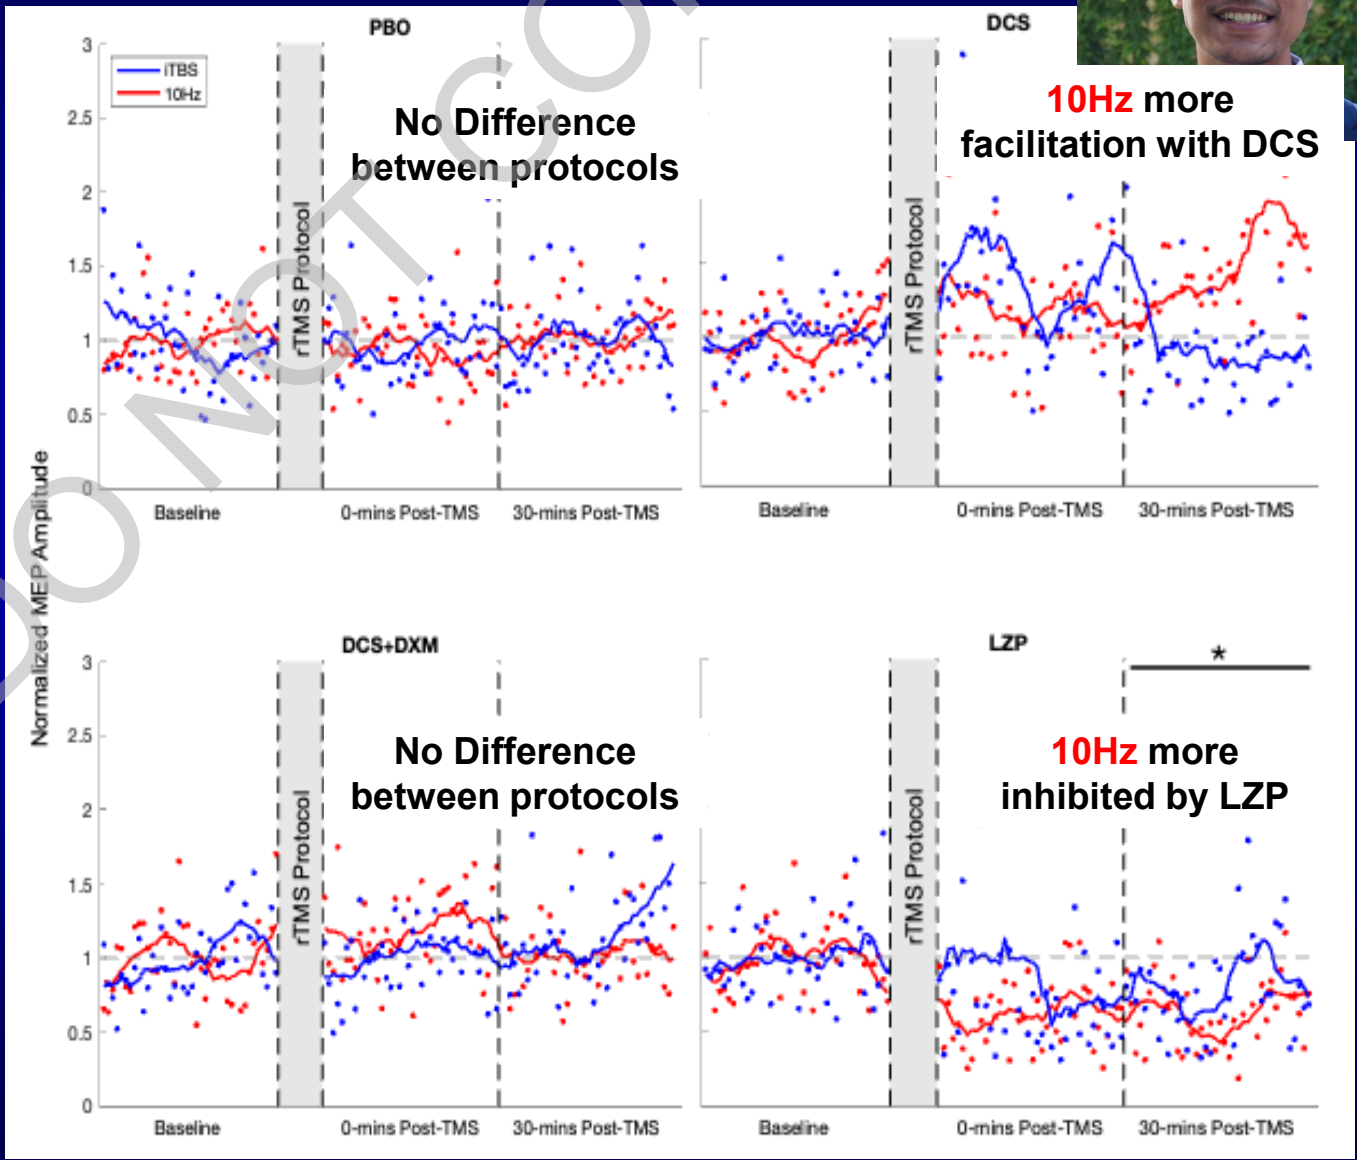 PBO
DCS
iTBS
10Hz
No Difference
between protocols
10Hz more
facilitation with DCS
3
2.5
2
1.5
1
0.5
0
rTMS Protocol
rTMS Protocol
Baseline
0-mins Post-TMS
30-mins Post-TMS
Baseline
0-mins Post-TMS
30-mins Post-TMS
Normalized MEP Amplitude
DCS+DXM
LZP
*
No Difference
between protocols
10Hz more
inhibited by LZP
3
2.5
2
1.5
1
0.5
0
rTMS Protocol
rTMS Protocol
Baseline
0-mins Post-TMS
30-mins Post-TMS
Baseline
0-mins Post-TMS
30-mins Post-TMS
DO NOT